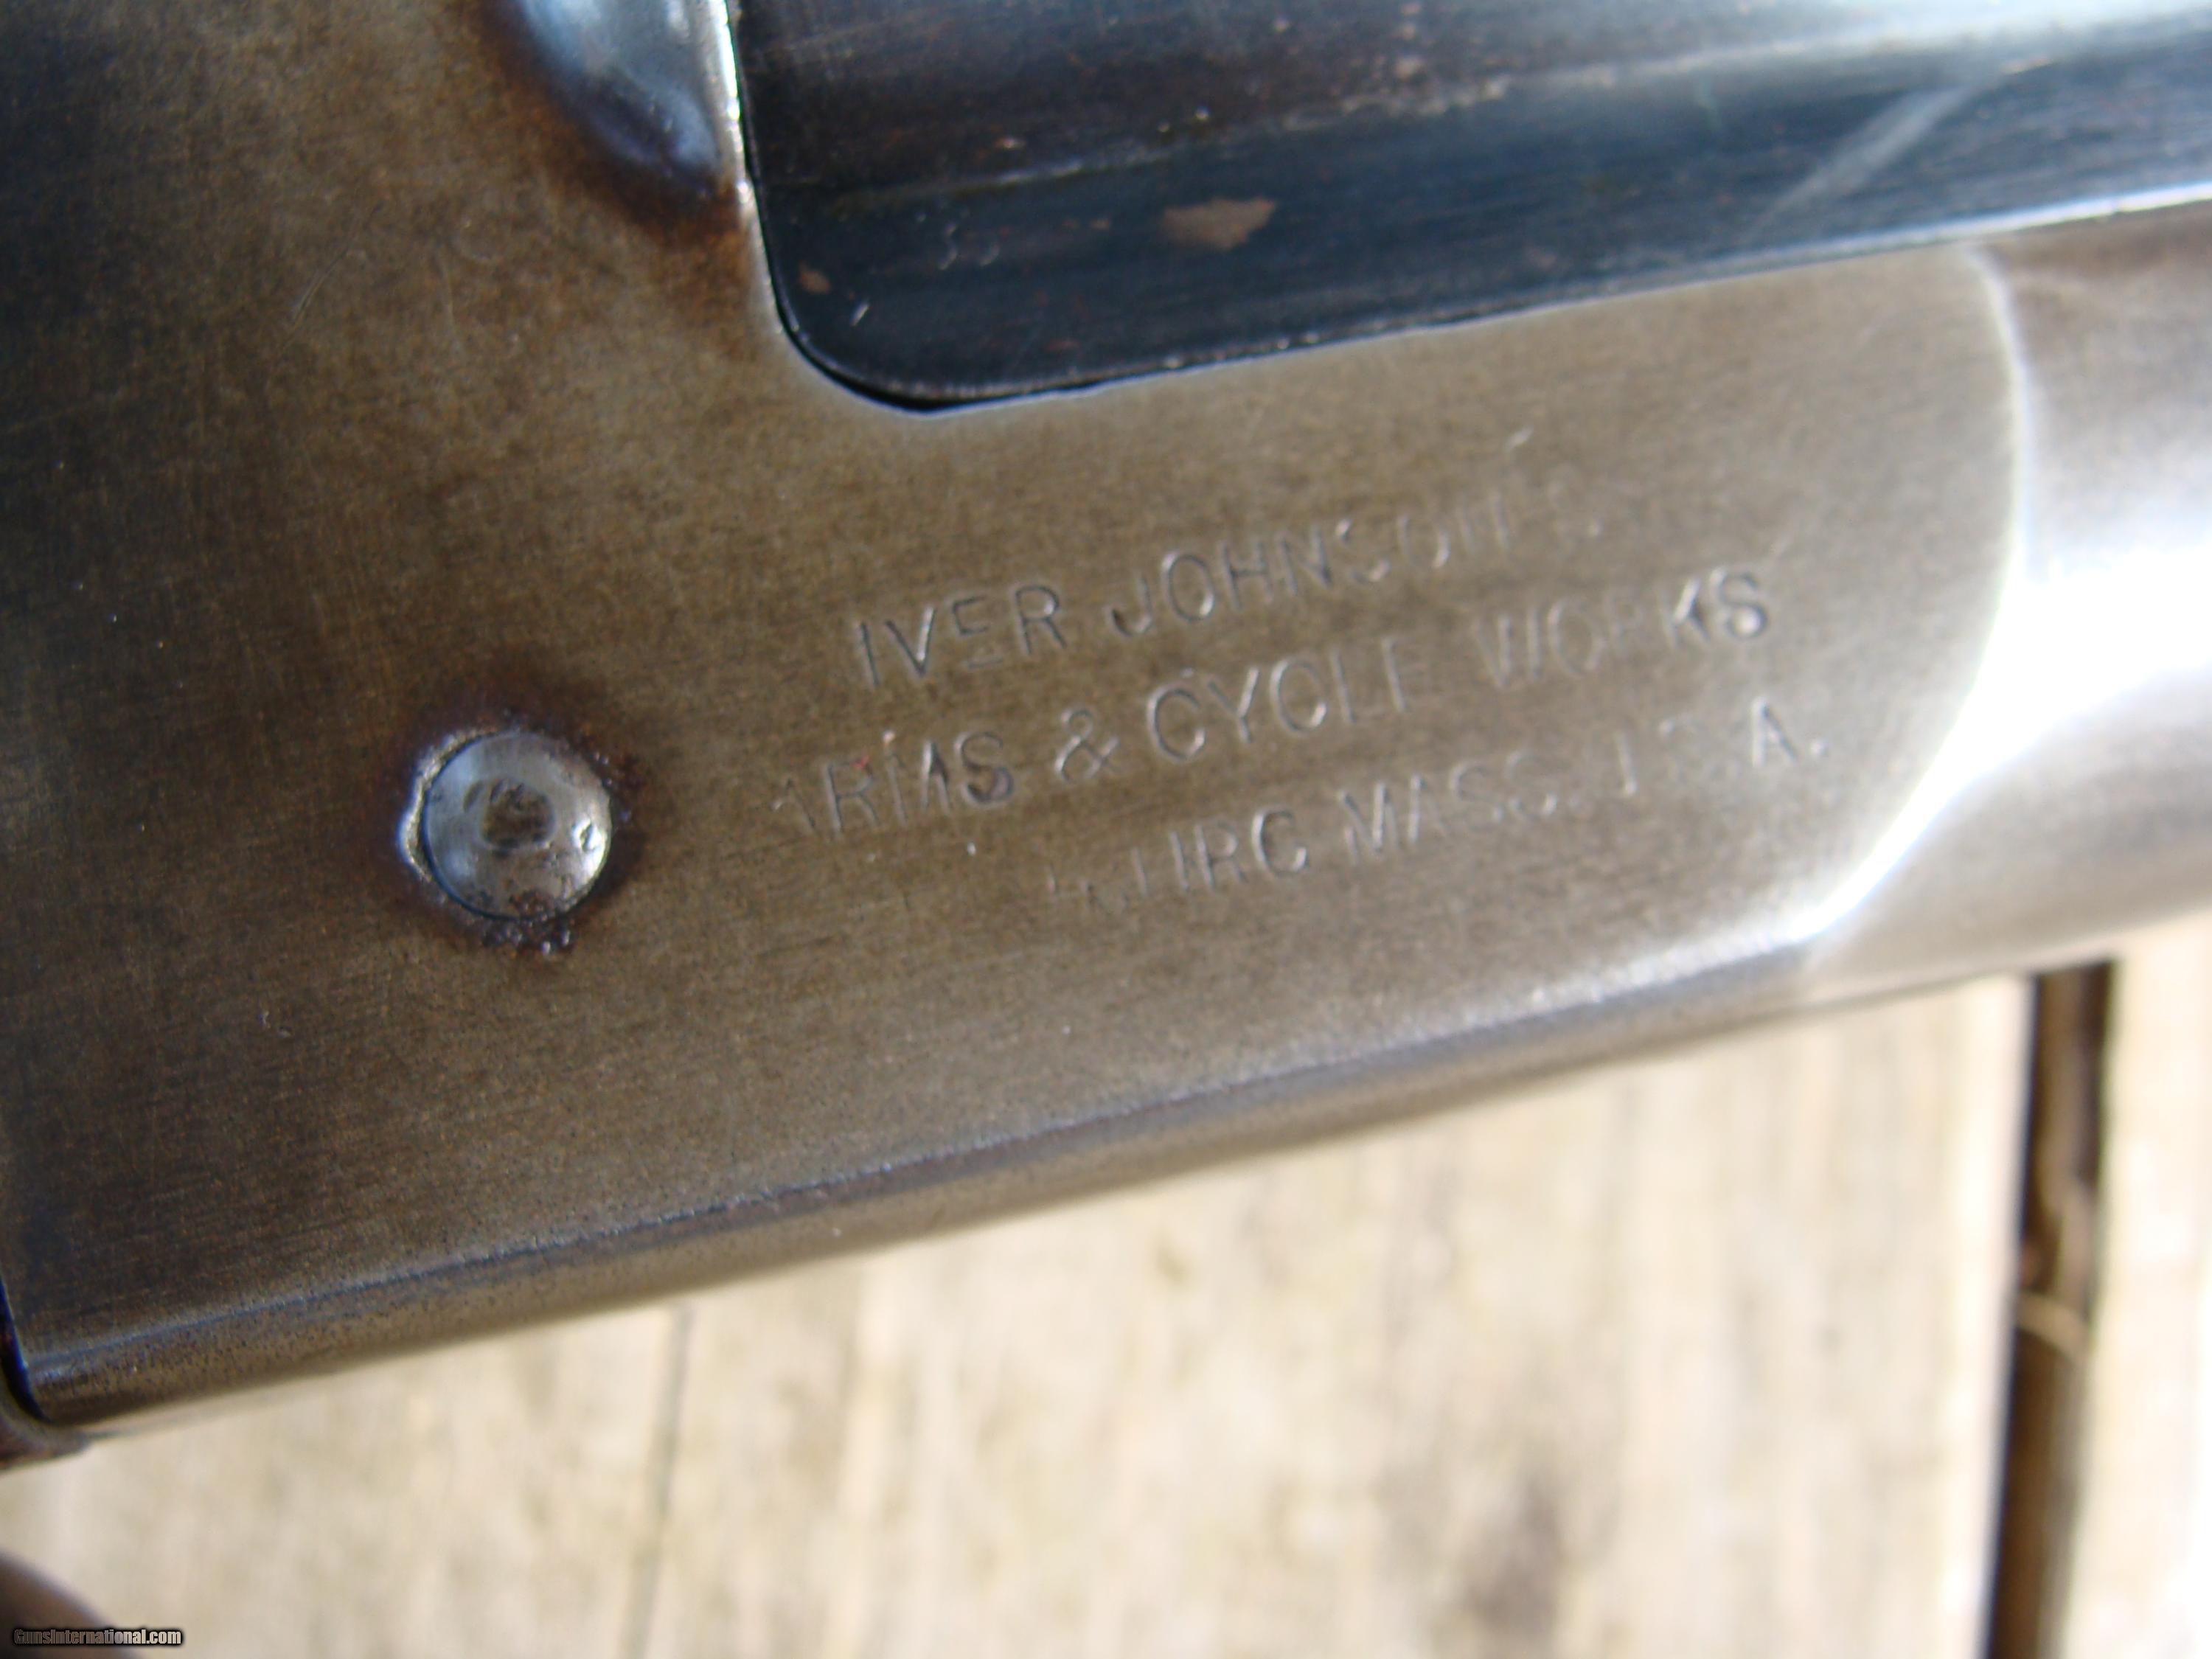 IVER JOHNSON'S
ARMS & CYCLE WORKS
MASS. U.S.A.
GunsInternational.com